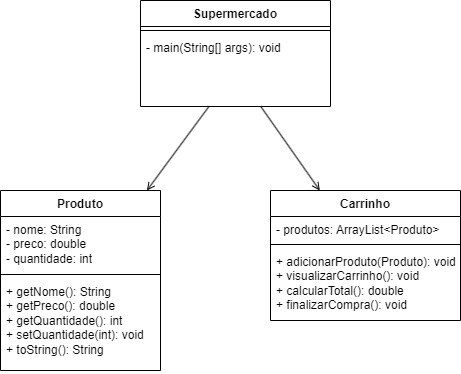 Supermercado
- main(String[] args): void
Produto
- nome: String
- preco: double
- quantidade: int
+ getNome(): String
+ getPreco(): double
+ getQuantidade(): int
+ setQuantidade(int): void
+ toString(): String
Carrinho
- produtos: ArrayList<Produto>
+ adicionarProduto(Produto): void
+ visualizarCarrinho(): void
+ calcularTotal(): double
+ finalizarCompra(): void